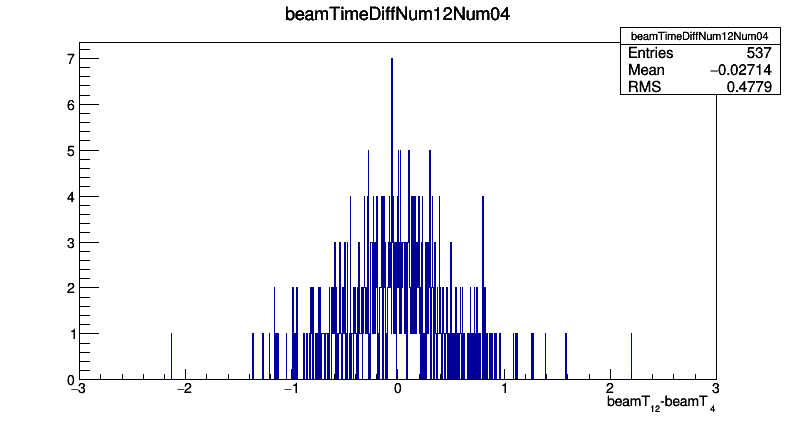 beamTimeDiffNum12Num04
beamTimeDiffNum12Num04
Entries 537
Mean −0.02714
RMS 0.4779
7
6
5
4
3
2
1
0
−3 −2 −1 0 1 2 3
beamT12-beamT4